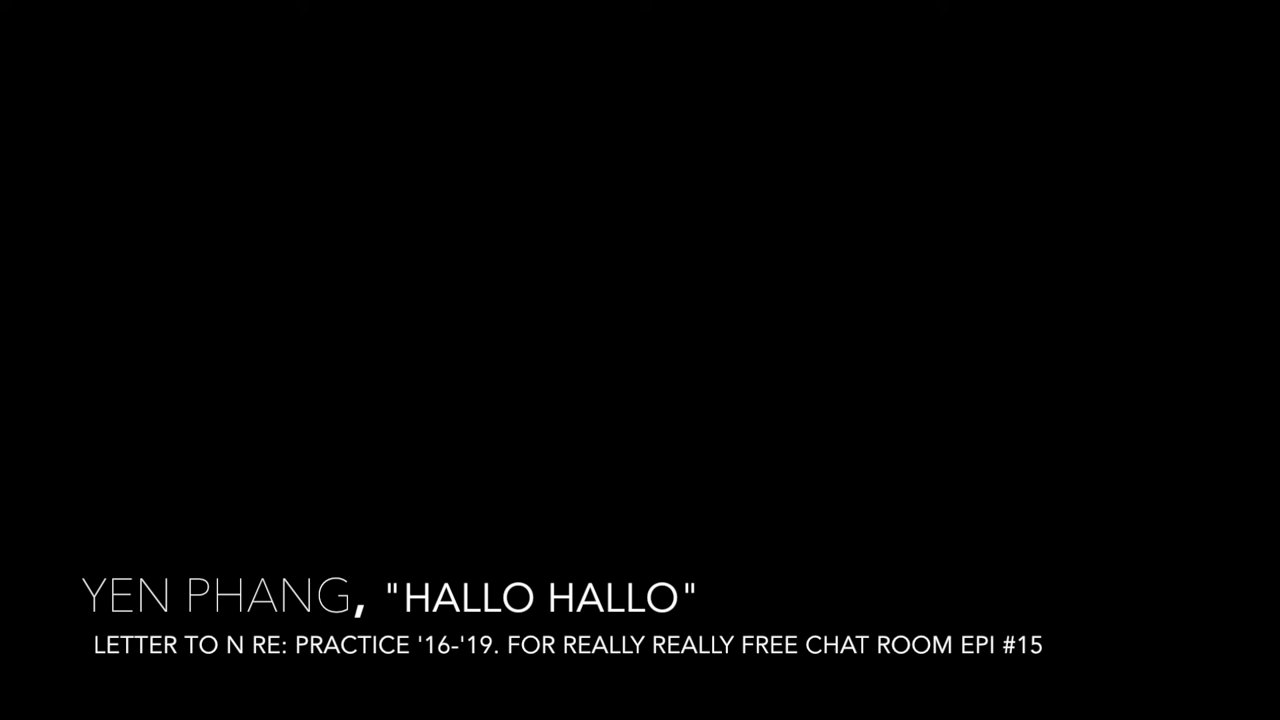 YEN PHANG, "HALLO HALLO"
LETTER TO N RE: PRACTICE '16-'19. FOR REALLY REALLY FREE CHAT ROOM EPI #15